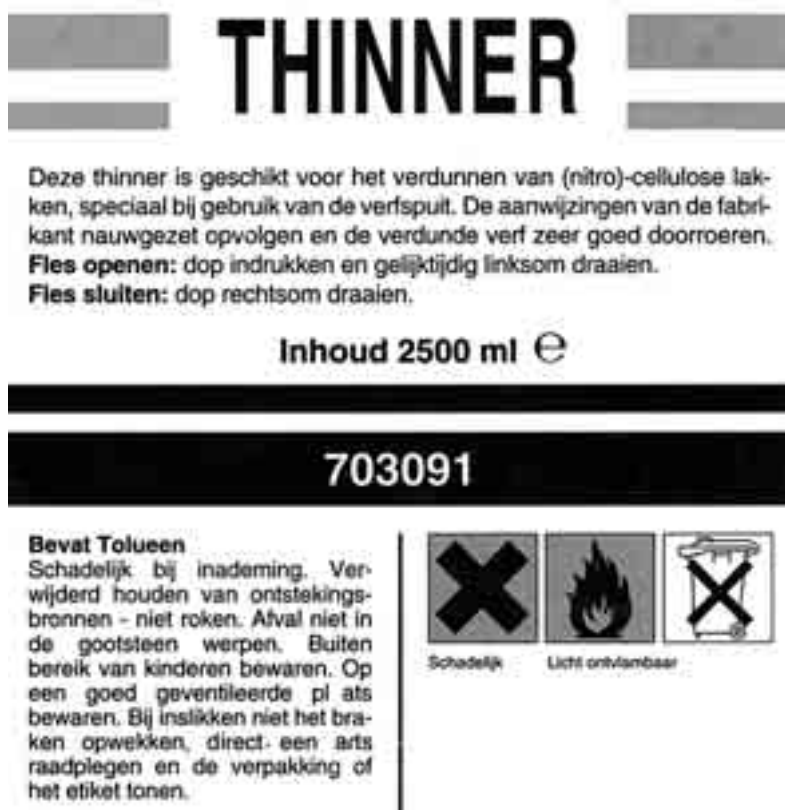 THINNER
Deze thinner is geschikt voor het verdunnen van (nitro)-cellulose lak-
ken, speciaal bij gebruik van de verfspuit. De aanwijzingen van de fabri-
kant nauwgezet opvolgen en de verdunde verf zeer goed doorroeren.
Fles openen: dop indrukken en gelijktijdig linksom draaien.
Fles sluiten: dop rechtsom draaien.
Inhoud 2500 ml ℮
703091
Bevat Tolueen
Schadelijk bij inademing. Ver-
wijderd houden van ontstekings-
bronnen - niet roken. Afval niet in
de gootsteen werpen. Buiten
bereik van kinderen bewaren. Op
een goed geventileerde pl ats
bewaren. Bij inslikken niet het bra-
ken opwekken, direct een arts
raadplegen en de verpakking of
het etiket tonen.
Schadelijk
Licht ontvlambaar